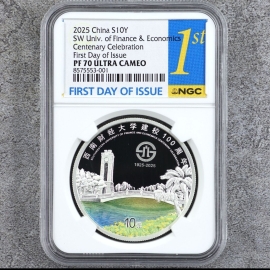 2025 China S10Y
SW Univ. of Finance & Economics
Centenary Celebration
First Day of Issue
PF 70 ULTRA CAMEO
8575553-001
1st
FIRST DAY OF ISSUE
NGC
西南财经大学建校100周年
1925-2025
10